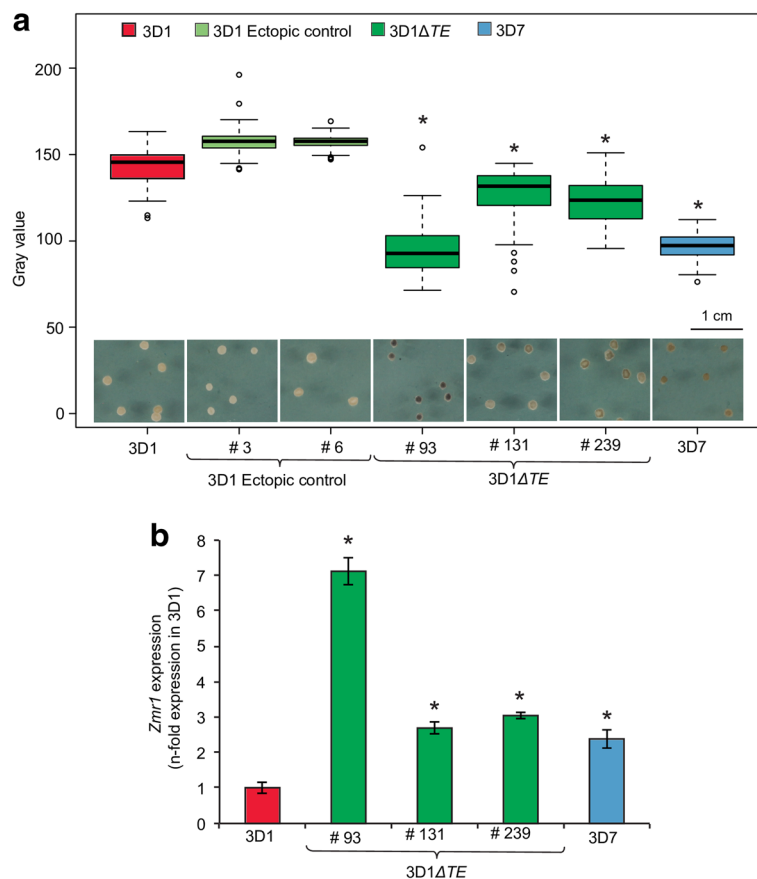 a
3D1 3D1 Ectopic control 3D1ΔTE 3D7
200
150
100
50
0
Gray value
* * * *
1 cm
3D1 # 3 # 6 # 93 # 131 # 239 3D7
3D1 Ectopic control 3D1ΔTE
b
8
7
6
5
4
3
2
1
0
Zmr1 expression
(n-fold expression in 3D1)
* * * *
3D1 # 93 # 131 # 239 3D7
3D1ΔTE